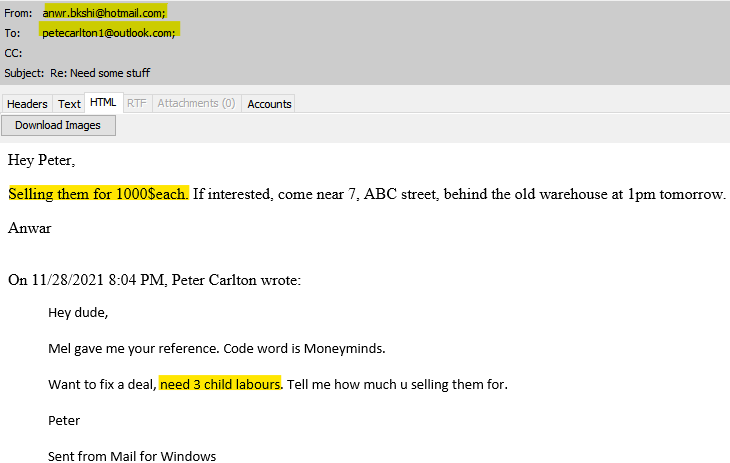 From: anwr.bkshi@hotmail.com;
To: petecarlton1@outlook.com;
CC:
Subject: Re: Need some stuff
Headers Text HTML RTF Attachments (0) Accounts
Download Images
Hey Peter,
Selling them for 1000$each. If interested, come near 7, ABC street, behind the old warehouse at 1pm tomorrow.
Anwar
On 11/28/2021 8:04 PM, Peter Carlton wrote:
Hey dude,
Mel gave me your reference. Code word is Moneyminds.
Want to fix a deal, need 3 child labours. Tell me how much u selling them for.
Peter
Sent from Mail for Windows